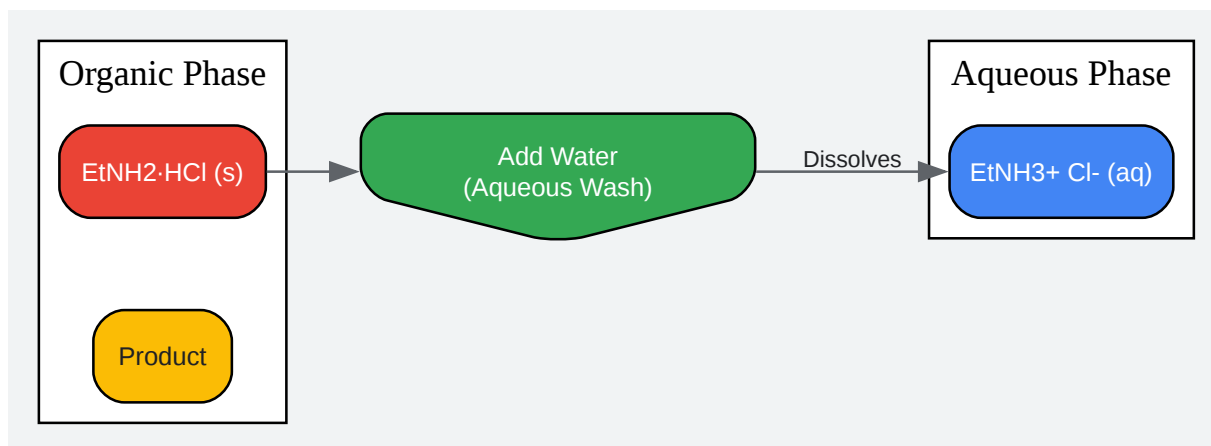 Organic Phase
EtNH2·HCl (s)
Product
Add Water
(Aqueous Wash)
Dissolves
Aqueous Phase
EtNH3+ Cl- (aq)